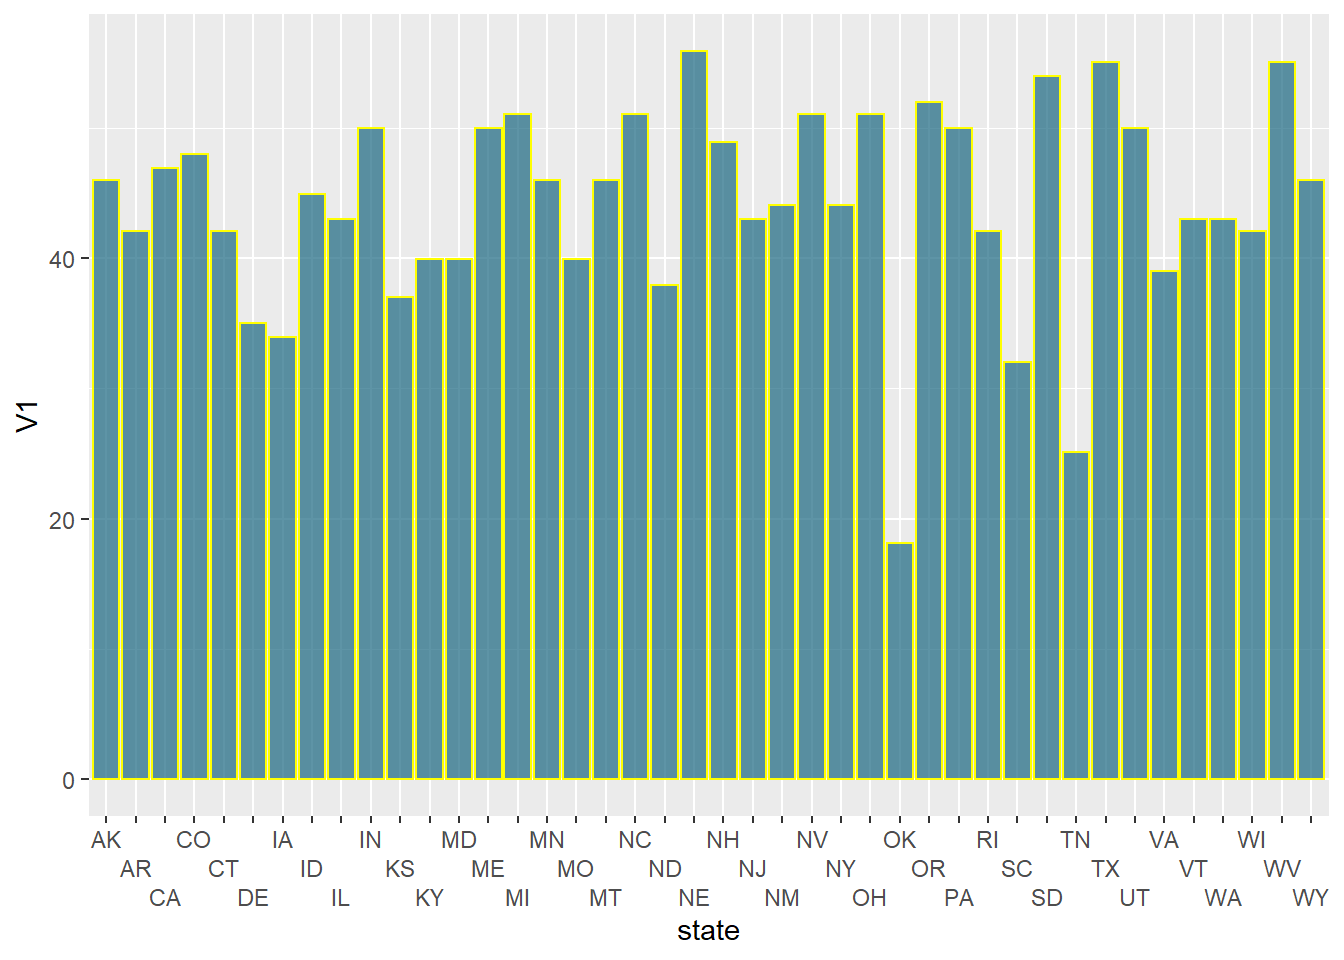 V1
40
20
0
AK CO IA IN MD MN NC NH NV OK RI TN VA WI
AR CT ID KS ME MO ND NJ NY OR SC TX VT WV
CA DE IL KY MI MT NE NM OH PA SD UT WA WY
state